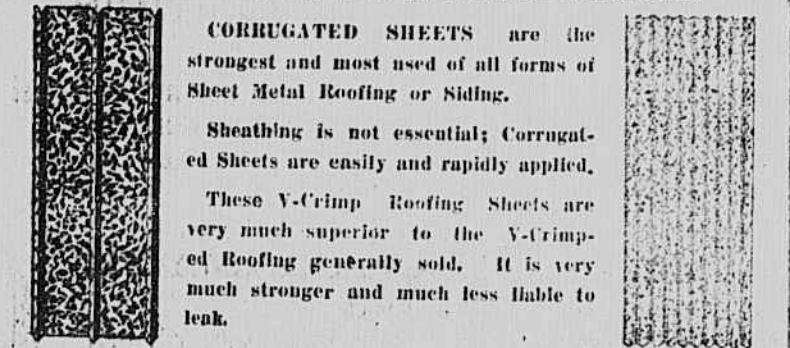 CORRUGATED SHEETS are the
strongest and most used of all forms of
Sheet Metal Roofing or Siding.
Sheathing is not essential; Corrugat-
ed Sheets are easily and rapidly applied.
These V-Crimp Roofing Sheets are
very much superior to the V-Crimp-
ed Roofing generally sold. It is very
much stronger and much less liable to
leak.